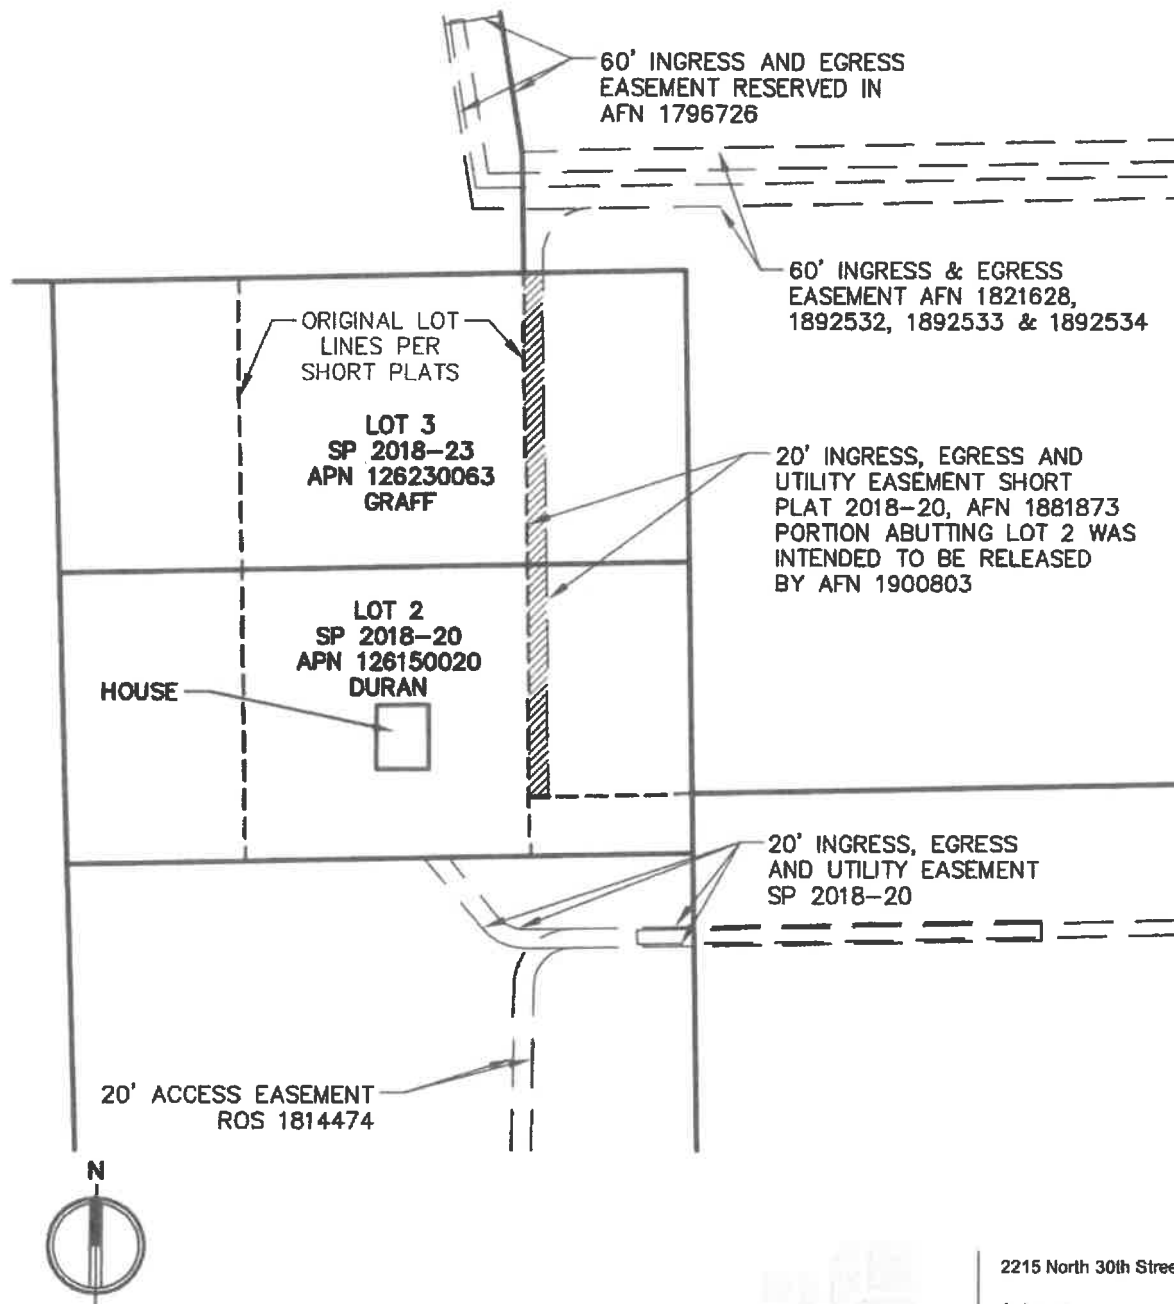 60' INGRESS AND EGRESS
EASEMENT RESERVED IN
AFN 1796726
60' INGRESS & EGRESS
EASEMENT AFN 1821628,
1892532, 1892533 & 1892534
ORIGINAL LOT
LINES PER
SHORT PLATS
LOT 3
SP 2018-23
APN 126230063
GRAFF
20' INGRESS, EGRESS AND
UTILITY EASEMENT SHORT
PLAT 2018-20, AFN 1881873
PORTION ABUTTING LOT 2 WAS
INTENDED TO BE RELEASED
BY AFN 1900803
LOT 2
SP 2018-20
APN 126150020
DURAN
HOUSE
20' INGRESS, EGRESS
AND UTILITY EASEMENT
SP 2018-20
20' ACCESS EASEMENT
ROS 1814474
N
2215 North 30th Stree